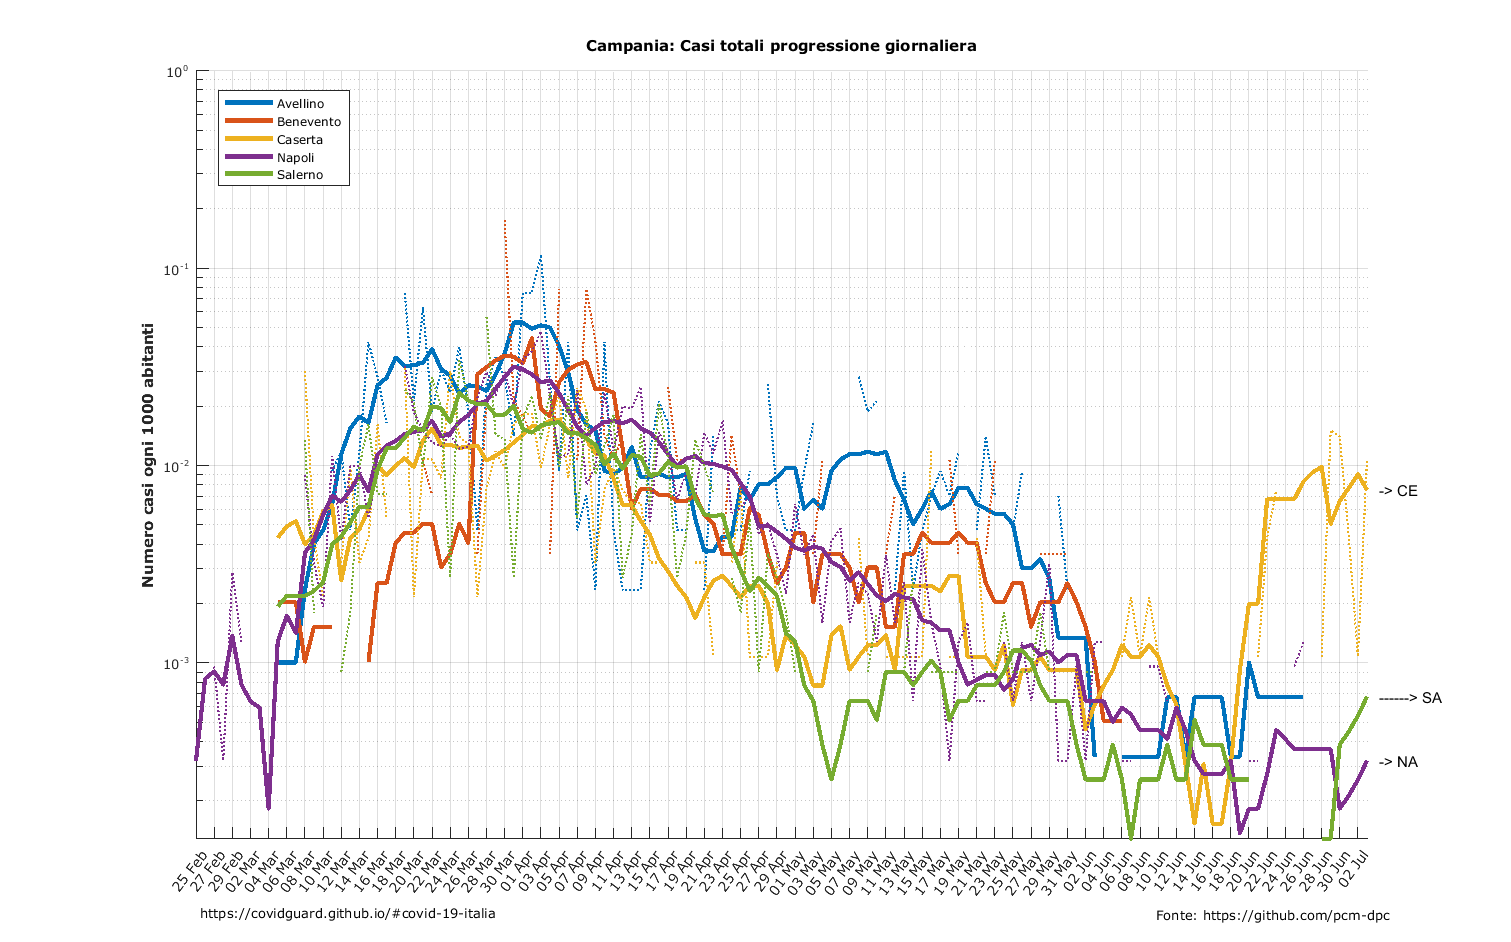 Campania: Casi totali progressione giornaliera
Numero casi ogni 1000 abitanti
10^0
10^-1
10^-2
10^-3
Avellino
Benevento
Caserta
Napoli
Salerno
-> CE
------> SA
-> NA
25 Feb
27 Feb
29 Feb
02 Mar
04 Mar
06 Mar
08 Mar
10 Mar
12 Mar
14 Mar
16 Mar
18 Mar
20 Mar
22 Mar
24 Mar
26 Mar
28 Mar
30 Mar
01 Apr
03 Apr
05 Apr
07 Apr
09 Apr
11 Apr
13 Apr
15 Apr
17 Apr
19 Apr
21 Apr
23 Apr
25 Apr
27 Apr
29 Apr
01 May
03 May
05 May
07 May
09 May
11 May
13 May
15 May
17 May
19 May
21 May
23 May
25 May
27 May
29 May
31 May
02 Jun
04 Jun
06 Jun
08 Jun
10 Jun
12 Jun
14 Jun
16 Jun
18 Jun
20 Jun
22 Jun
24 Jun
26 Jun
28 Jun
30 Jun
02 Jul
https://covidguard.github.io/#covid-19-italia
Fonte: https://github.com/pcm-dpc